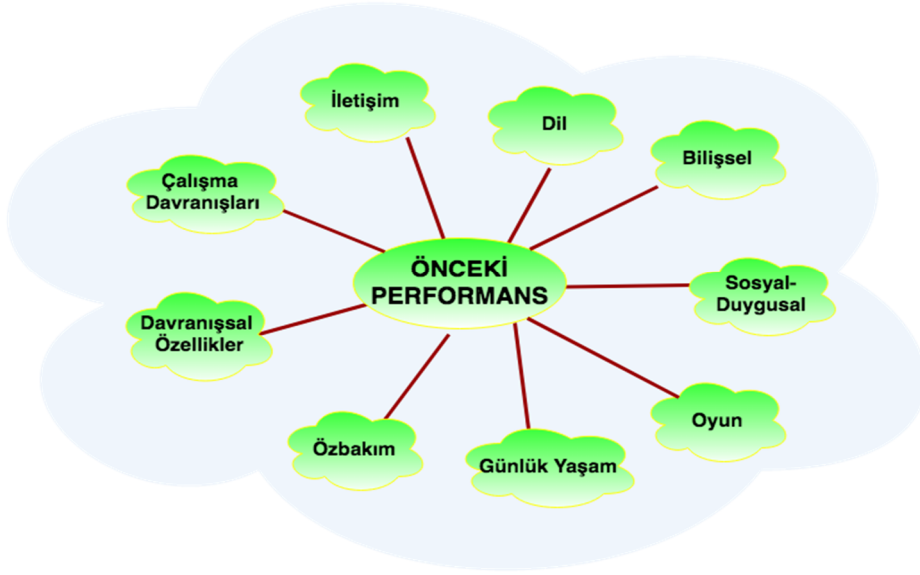 İletişim
Dil
Bilişsel
Çalışma
Davranışları
ÖNCEKİ
PERFORMANS
Sosyal-
Duygusal
Davranışsal
Özellikler
Oyun
Özbakım
Günlük Yaşam